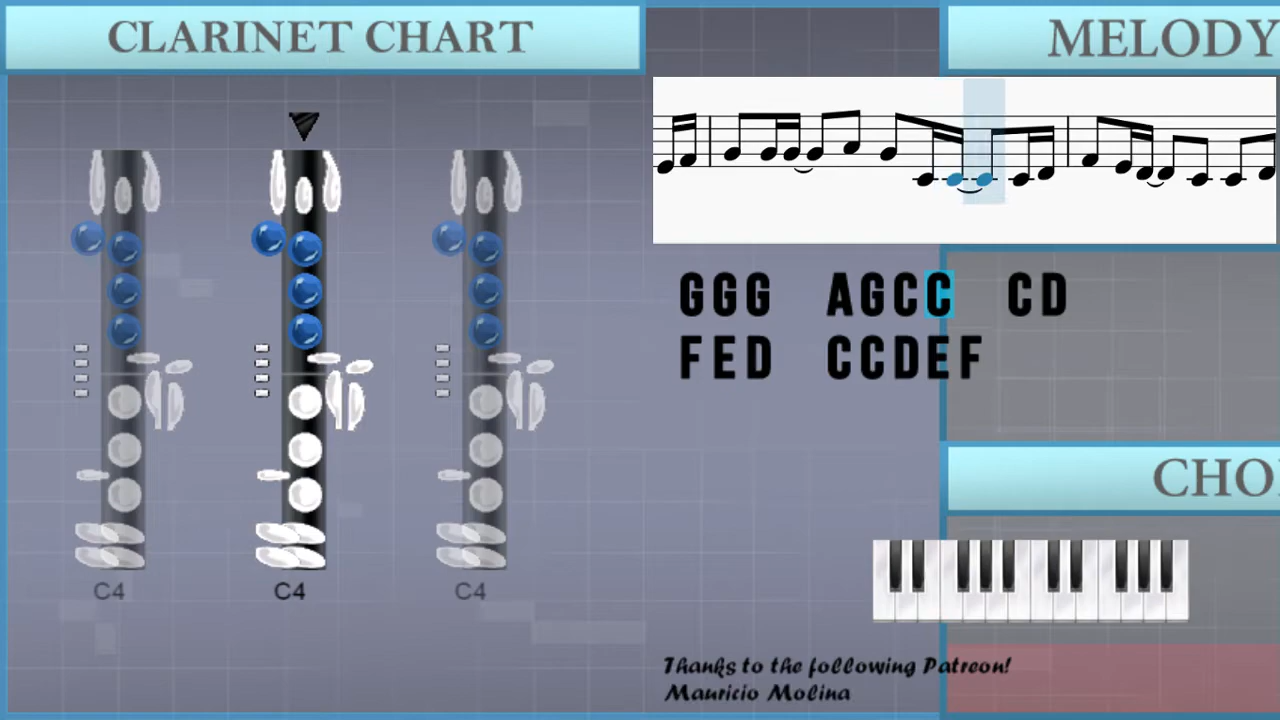 CLARINET CHART
MELODY
GGG AGCC CD
FED CCDEF
C4 C4 C4
CHO
Thanks to the following Patreon!
Mauricio Molina